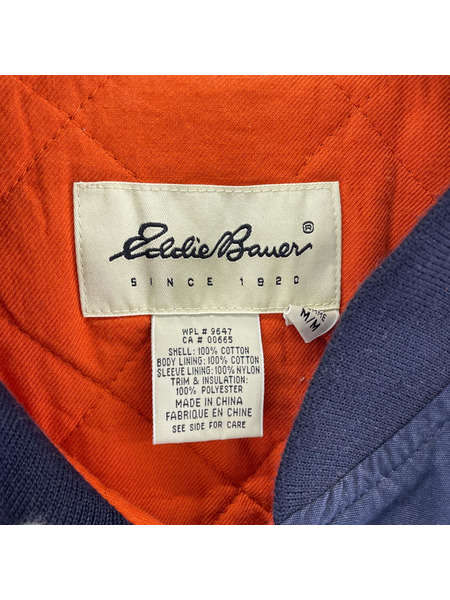 Eddie Bauer®
SINCE 1920
M/M
WPL # 9647
CA # 00665
SHELL: 100% COTTON
BODY LINING: 100% COTTON
SLEEVE LINING: 100% NYLON
TRIM & INSULATION:
100% POLYESTER
MADE IN CHINA
FABRIQUE EN CHINE
SEE SIDE FOR CARE